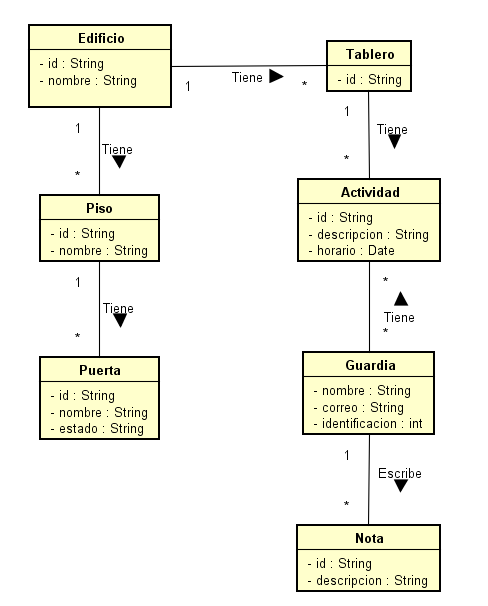 Edificio
- id : String
- nombre : String
Tablero
- id : String
1
Tiene
*
1
Tiene
*
1
Tiene
*
Piso
- id : String
- nombre : String
Actividad
- id : String
- descripcion : String
- horario : Date
1
Tiene
*
*
Tiene
*
Puerta
- id : String
- nombre : String
- estado : String
Guardia
- nombre : String
- correo : String
- identificacion : int
1
Escribe
*
Nota
- id : String
- descripcion : String